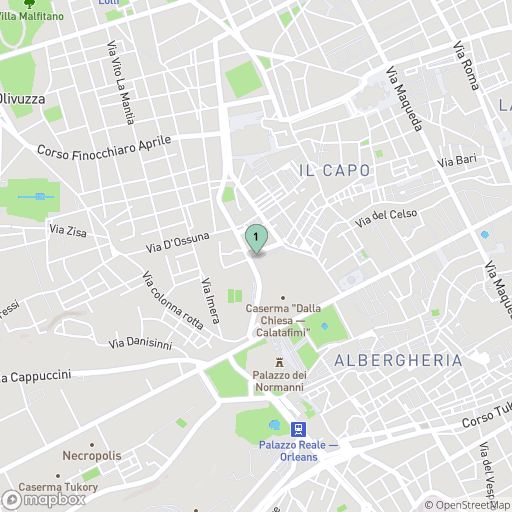 Lolli
Villa Malfitano
Olivuzza
Via Vito La Mantia
Corso Finocchiaro Aprile
Via Roma
Via Maqueda
LA
IL CAPO
Via Bari
Via del Celso
Via Zisa
Via D'Ossuna
1
Via colonna rotta
Via Imera
Via Maque
ressi
Caserma "Dalla
Chiesa —
Calatafimi"
Via Danisinni
ALBERGHERIA
Palazzo dei
Normanni
a Cappuccini
Corso Tuko
Palazzo Reale —
Orleans
Necropolis
Caserma Tukory
Via del Vesp
mapbox
© OpenStreetMap